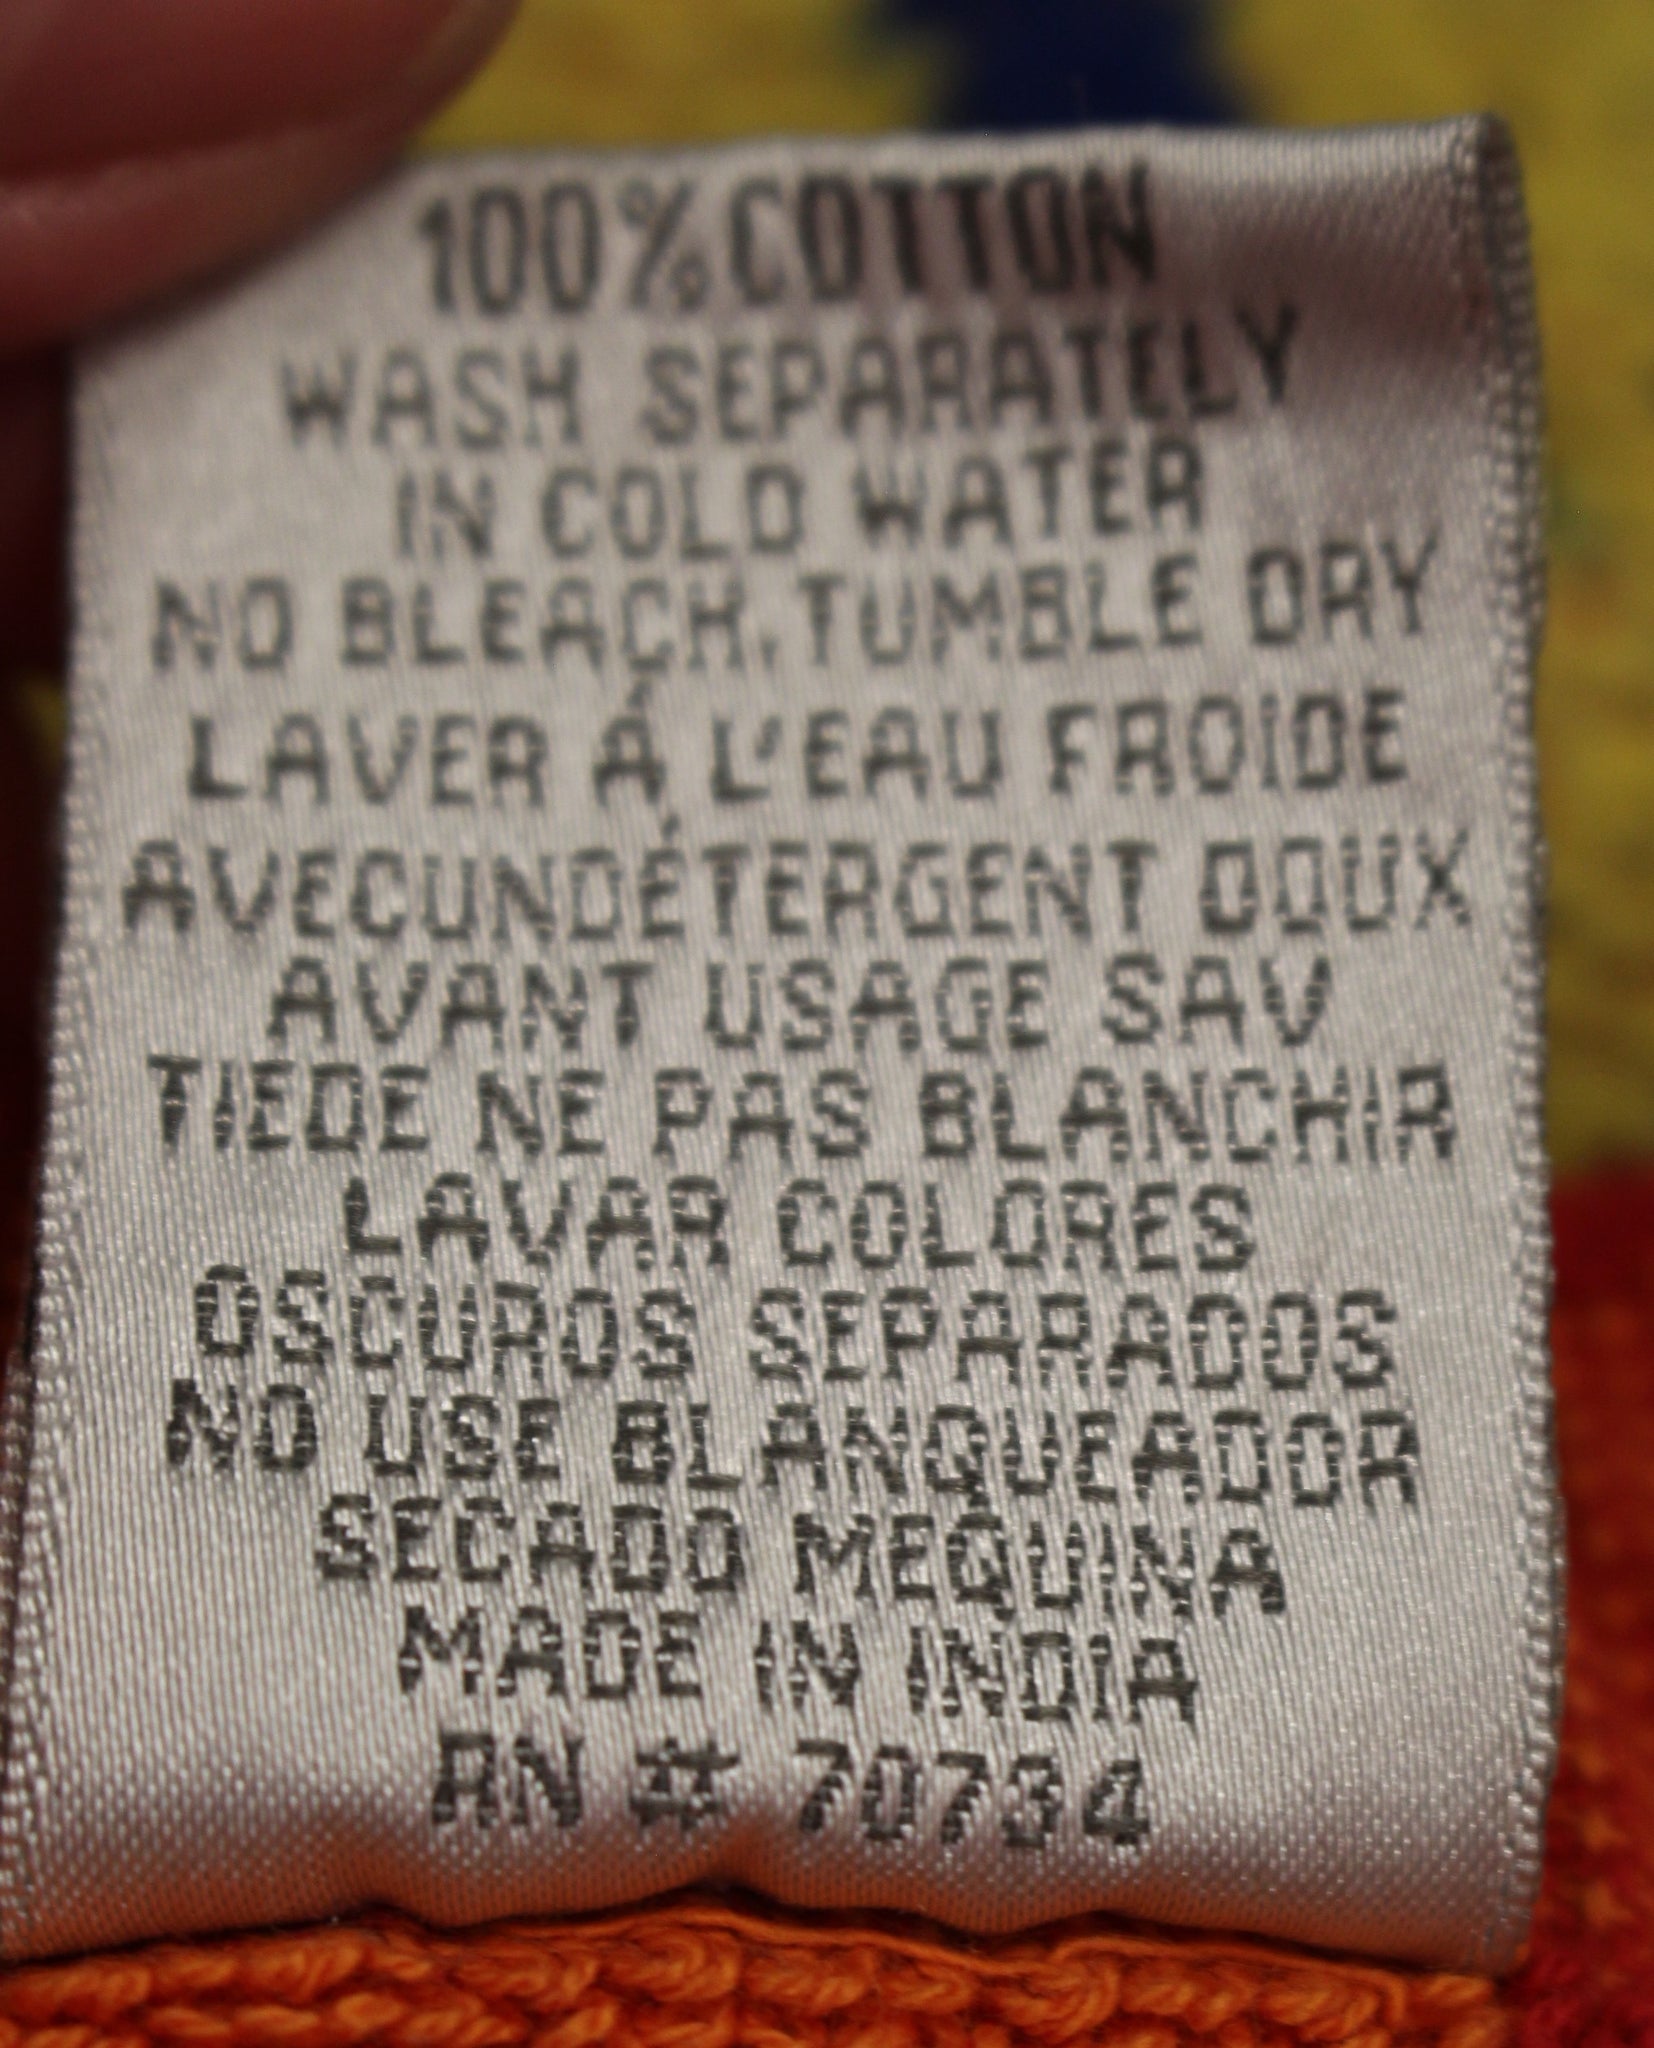 100% COTTON
WASH SEPARATELY
IN COLD WATER
NO BLEACH, TUMBLE DRY
LAVER Á L'EAU FROIDE
AVECUNDÉTERGENT DOUX
AVANT USAGE SAV
TIEDE NE PAS BLANCHIR
LAVAR COLORES
OSCUROS SEPARADOS
NO USE BLANQUEADOR
SECADO MEQUINA
MADE IN INDIA
RN # 70734